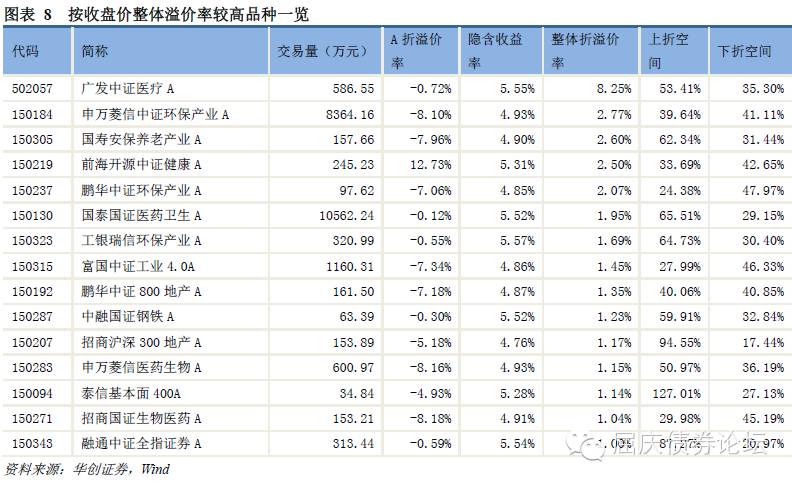 图表 8 按收盘价整体溢价率较高品种一览
代码 简称 交易量（万元） A 折溢价率 隐含收益率 整体折溢价率 上折空间 下折空间
502057 广发中证医疗 A 586.55 -0.72% 5.55% 8.25% 53.41% 35.30%
150184 申万菱信中证环保产业 A 8364.16 -8.10% 4.93% 2.77% 39.64% 41.11%
150305 国寿安保养老产业 A 157.66 -7.96% 4.90% 2.60% 62.34% 31.44%
150219 前海开源中证健康 A 245.23 12.73% 5.31% 2.50% 33.69% 42.65%
150237 鹏华中证环保产业 A 97.62 -7.06% 4.85% 2.07% 24.38% 47.97%
150130 国泰国证医药卫生 A 10562.24 -0.12% 5.52% 1.95% 65.51% 29.15%
150323 工银瑞信环保产业 A 320.99 -0.55% 5.57% 1.69% 64.73% 30.40%
150315 富国中证工业 4.0A 1160.31 -7.34% 4.86% 1.45% 27.99% 46.33%
150192 鹏华中证 800 地产 A 161.50 -7.18% 4.87% 1.35% 40.06% 40.85%
150287 中融国证钢铁 A 63.39 -0.30% 5.52% 1.23% 59.91% 32.84%
150207 招商沪深 300 地产 A 153.89 -5.18% 4.76% 1.17% 94.55% 17.44%
150283 申万菱信医药生物 A 600.97 -8.16% 4.93% 1.15% 50.97% 36.19%
150094 泰信基本面 400A 34.84 -4.93% 5.28% 1.14% 127.01% 27.13%
150271 招商国证生物医药 A 153.21 -8.18% 4.91% 1.04% 29.98% 45.19%
150343 融通中证全指证券 A 313.44 -0.59% 5.54%
屈庆债券论坛
资料来源：华创证券，Wind